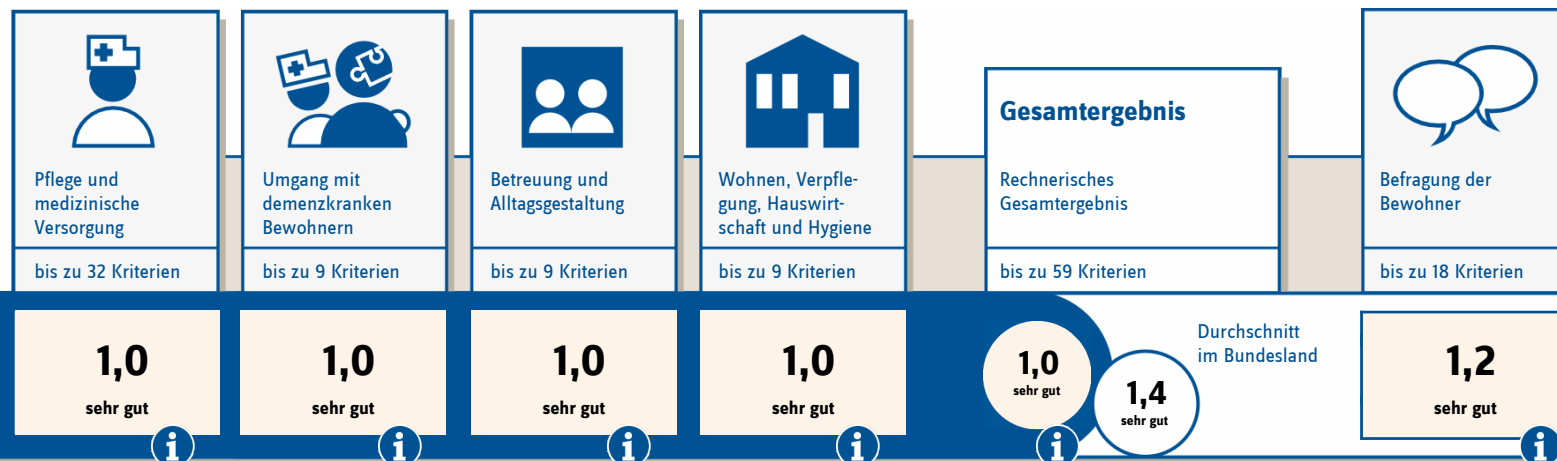 Pflege und
medizinische
Versorgung
bis zu 32 Kriterien
1,0
sehr gut
i
Umgang mit
demenzkranken
Bewohnern
bis zu 9 Kriterien
1,0
sehr gut
i
Betreuung und
Alltagsgestaltung
bis zu 9 Kriterien
1,0
sehr gut
i
Wohnen, Verpfle-
gung, Hauswirt-
schaft und Hygiene
bis zu 9 Kriterien
1,0
sehr gut
i
Gesamtergebnis
Rechnerisches
Gesamtergebnis
bis zu 59 Kriterien
1,0
sehr gut
i
1,4
sehr gut
Durchschnitt
im Bundesland
Befragung der
Bewohner
bis zu 18 Kriterien
1,2
sehr gut
i